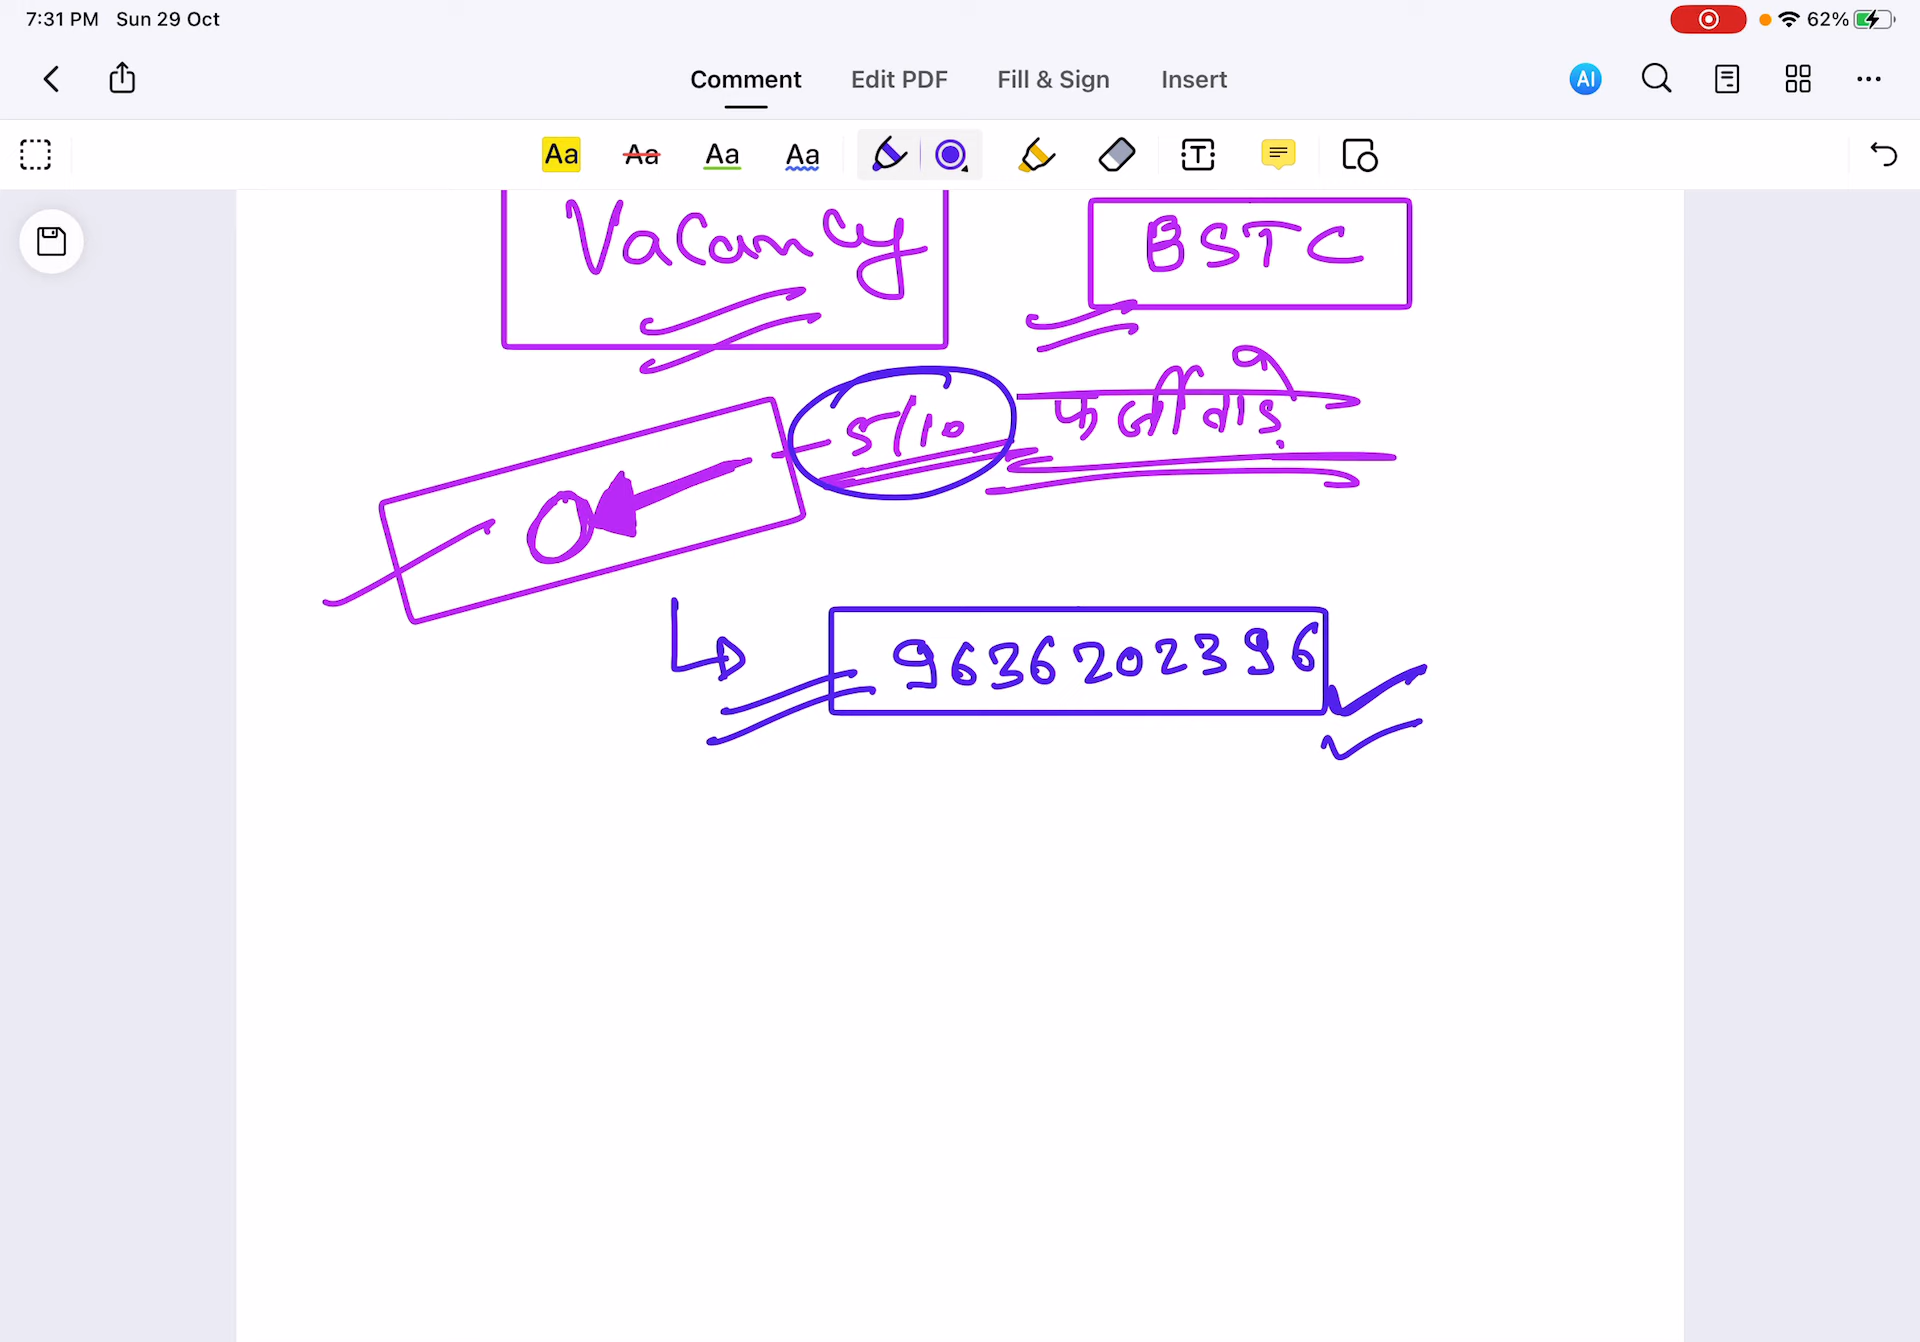 7:31 PM Sun 29 Oct
62%
Comment Edit PDF Fill & Sign Insert
AI
Aa Aa Aa Aa T
Vacancy BSTC
5/10 फर्जीवाड़े
0
9636202396